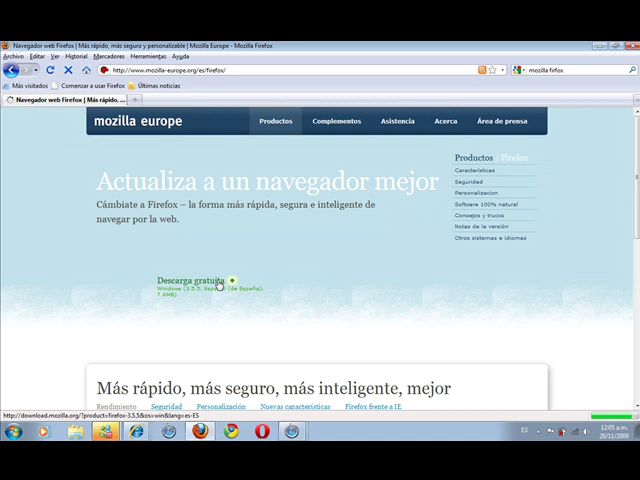 Navegador web Firefox | Más rápido, más seguro y personalizable | Mozilla Europe - Mozilla Firefox
Archivo Editar Ver Historial Marcadores Herramientas Ayuda
http://www.mozilla-europe.org/es/firefox/
mozilla firfox
Más visitados Comenzar a usar Firefox Últimas noticias
Navegador web Firefox | Más rápido, ...
mozilla europe
Productos Complementos Asistencia Acerca Área de prensa
Productos / Firefox
Actualiza a un navegador mejor
Características
Seguridad
Personalizacion
Software 100% natural
Consejos y trucos
Notas de la versión
Otros sistemas e idiomas
Cámbiate a Firefox – la forma más rápida, segura e inteligente de
navegar por la web.
Descarga gratuita
Windows (3.5.5, Español (de España),
7.6MB)
Más rápido, más seguro, más inteligente, mejor
Rendimiento Seguridad Personalización Nuevas características Firefox frente a IE
http://download.mozilla.org/?product=firefox-3.5.5&os=win&lang=es-ES
ES
12:05 a.m.
20/11/2009